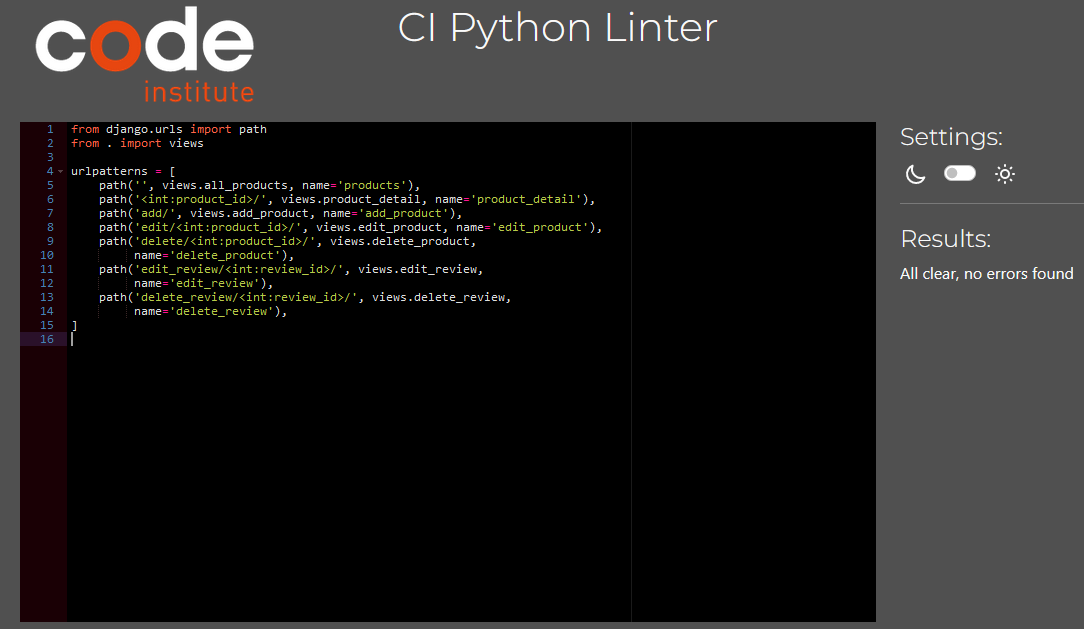 code
institute
CI Python Linter
1 from django.urls import path
2 from . import views
3
4 urlpatterns = [
5     path('', views.all_products, name='products'),
6     path('<int:product_id>/', views.product_detail, name='product_detail'),
7     path('add/', views.add_product, name='add_product'),
8     path('edit/<int:product_id>/', views.edit_product, name='edit_product'),
9     path('delete/<int:product_id>/', views.delete_product,
10          name='delete_product'),
11     path('edit_review/<int:review_id>/', views.edit_review,
12          name='edit_review'),
13     path('delete_review/<int:review_id>/', views.delete_review,
14          name='delete_review'),
15 ]
16
Settings:
Results:
All clear, no errors found